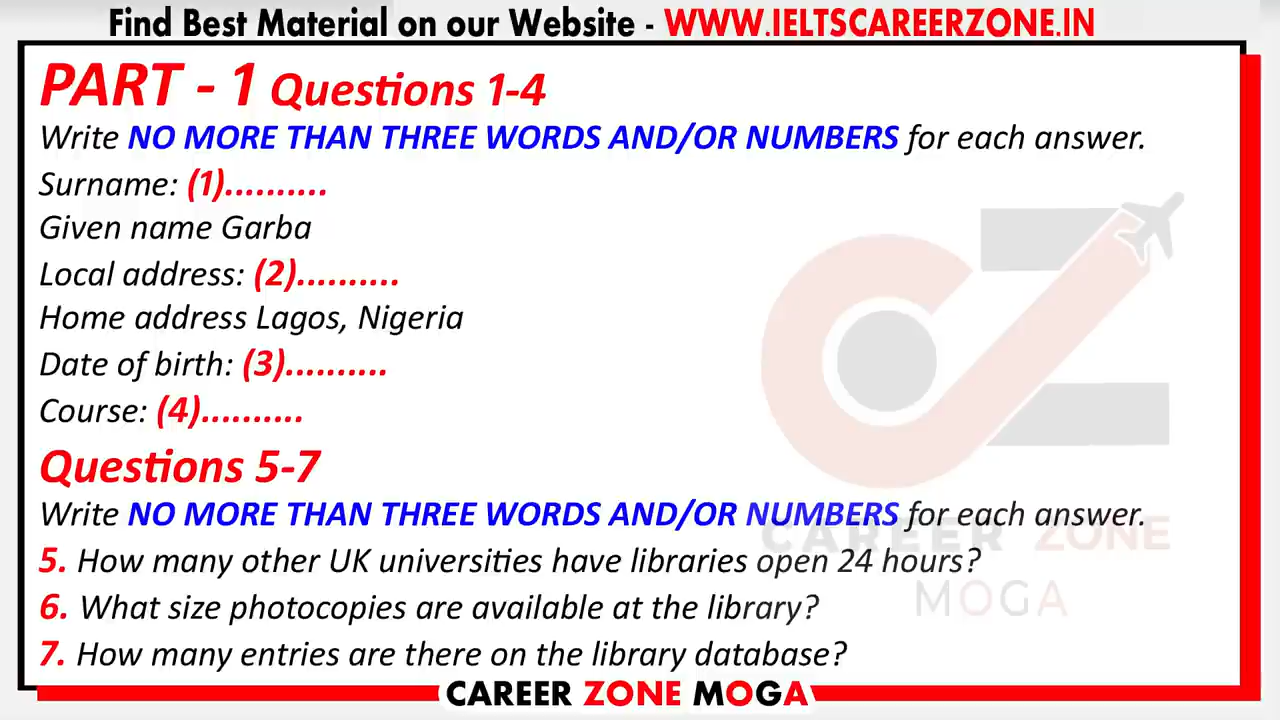 Find Best Material on our Website - WWW.IELTSCAREERZONE.IN
PART - 1 Questions 1-4
Write NO MORE THAN THREE WORDS AND/OR NUMBERS for each answer.
Surname: (1)..........
Given name Garba
Local address: (2)..........
Home address Lagos, Nigeria
Date of birth: (3)..........
Course: (4)..........
Questions 5-7
Write NO MORE THAN THREE WORDS AND/OR NUMBERS for each answer.
CAREER ZONE
5. How many other UK universities have libraries open 24 hours?
MOGA
6. What size photocopies are available at the library?
7. How many entries are there on the library database?
CAREER ZONE MOGA